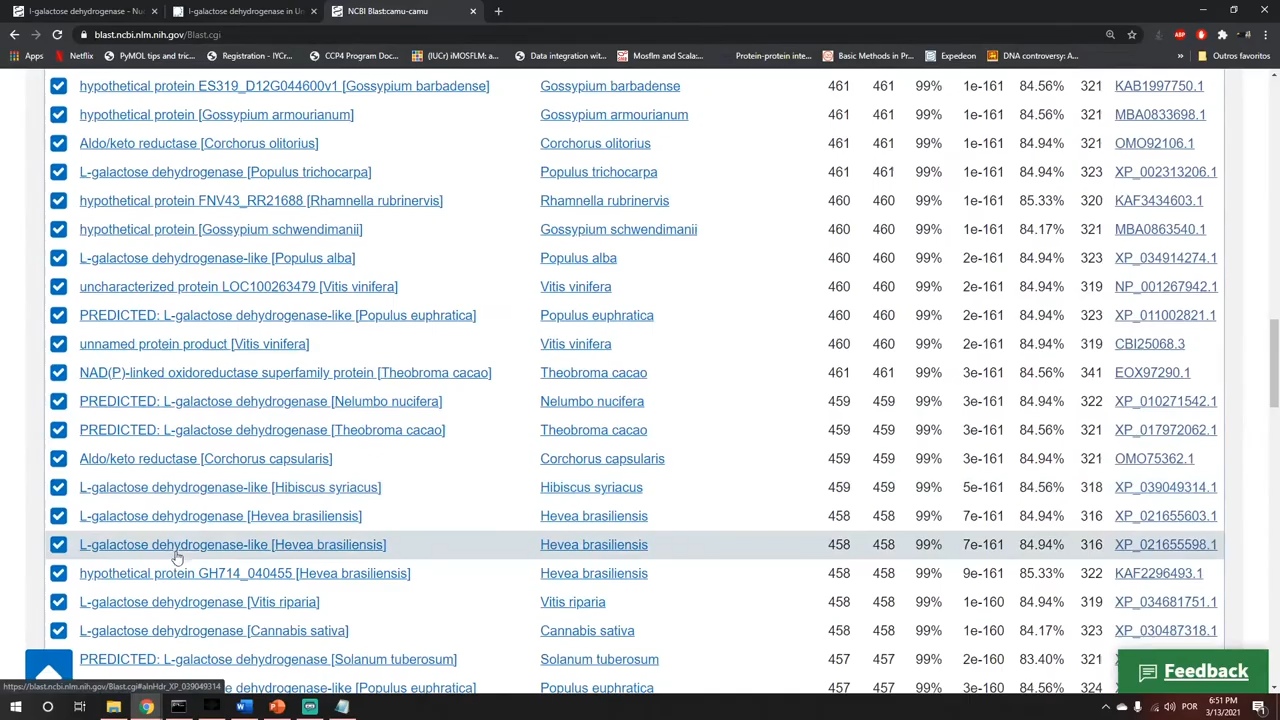 l-galactose dehydrogenase - Nu
l-galactose dehydrogenase in Un
NCBI Blast:camu-camu
blast.ncbi.nlm.nih.gov/Blast.cgi
Apps Netflix PyMOL tips and tric... Registration - IYCr... CCP4 Program Doc... (IUCr) iMOSFLM:... Data integration wit... Mosflm and Scala:... Protein-protein inte... Basic Methods in R... Expedeon DNA controversy: A... » Outros favoritos
hypothetical protein ES319_D12G044600v1 [Gossypium barbadense] Gossypium barbadense 461 461 99% 1e-161 84.56% 321 KAB1997750.1
hypothetical protein [Gossypium armourianum] Gossypium armourianum 461 461 99% 1e-161 84.56% 321 MBA0833698.1
Aldo/keto reductase [Corchorus olitorius] Corchorus olitorius 461 461 99% 1e-161 84.94% 321 OMO92106.1
L-galactose dehydrogenase [Populus trichocarpa] Populus trichocarpa 461 461 99% 1e-161 84.94% 323 XP_002313206.1
hypothetical protein FNV43_RR21688 [Rhamnella rubrinervis] Rhamnella rubrinervis 460 460 99% 1e-161 85.33% 320 KAF3434603.1
hypothetical protein [Gossypium schwendimanii] Gossypium schwendimanii 460 460 99% 1e-161 84.17% 321 MBA0863540.1
L-galactose dehydrogenase-like [Populus alba] Populus alba 460 460 99% 2e-161 84.94% 323 XP_034914274.1
uncharacterized protein LOC100263479 [Vitis vinifera] Vitis vinifera 460 460 99% 2e-161 84.94% 319 NP_001267942.1
PREDICTED: L-galactose dehydrogenase-like [Populus euphratica] Populus euphratica 460 460 99% 2e-161 84.94% 323 XP_011002821.1
unnamed protein product [Vitis vinifera] Vitis vinifera 460 460 99% 2e-161 84.94% 319 CBI25068.3
NAD(P)-linked oxidoreductase superfamily protein [Theobroma cacao] Theobroma cacao 461 461 99% 3e-161 84.56% 341 EOX97290.1
PREDICTED: L-galactose dehydrogenase [Nelumbo nucifera] Nelumbo nucifera 459 459 99% 3e-161 84.94% 322 XP_010271542.1
PREDICTED: L-galactose dehydrogenase [Theobroma cacao] Theobroma cacao 459 459 99% 3e-161 84.94% 321 XP_017972062.1
Aldo/keto reductase [Corchorus capsularis] Corchorus capsularis 459 459 99% 3e-161 84.94% 321 OMO75362.1
L-galactose dehydrogenase-like [Hibiscus syriacus] Hibiscus syriacus 459 459 99% 5e-161 84.56% 318 XP_039049314.1
L-galactose dehydrogenase [Hevea brasiliensis] Hevea brasiliensis 458 458 99% 7e-161 84.94% 316 XP_021655603.1
L-galactose dehydrogenase-like [Hevea brasiliensis] Hevea brasiliensis 458 458 99% 7e-161 84.94% 316 XP_021655598.1
hypothetical protein GH714_040455 [Hevea brasiliensis] Hevea brasiliensis 458 458 99% 9e-161 85.33% 322 KAF2296493.1
L-galactose dehydrogenase [Vitis riparia] Vitis riparia 458 458 99% 1e-160 84.94% 319 XP_034681751.1
L-galactose dehydrogenase [Cannabis sativa] Cannabis sativa 458 458 99% 1e-160 84.17% 323 XP_030487318.1
PREDICTED: L-galactose dehydrogenase [Solanum tuberosum] Solanum tuberosum 457 457 99% 2e-160 83.40% 321
Feedback
https://blast.ncbi.nlm.nih.gov/Blast.cgi#alnHdr_XP_039049314
se dehydrogenase-like [Populus euphratica] Populus euphratica 457 457 99% 3e-160 84.56% 324
POR 6:51 PM
3/13/2021